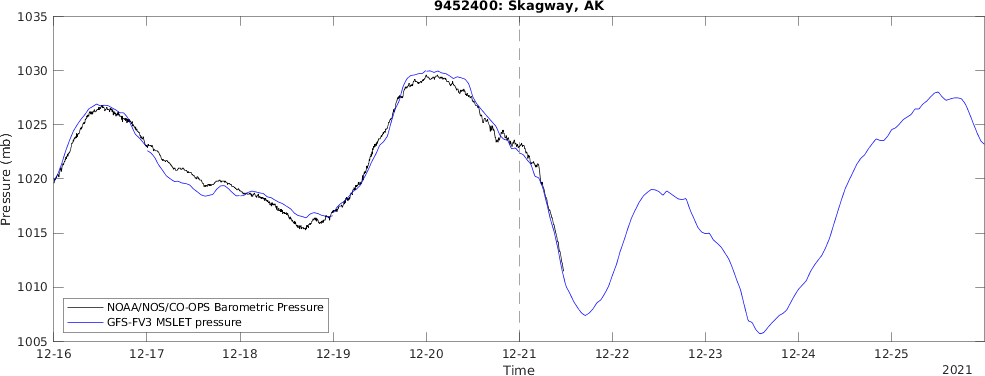 9452400: Skagway, AK
Pressure (mb)
1035
1030
1025
1020
1015
1010
1005
NOAA/NOS/CO-OPS Barometric Pressure
GFS-FV3 MSLET pressure
12-16 12-17 12-18 12-19 12-20 12-21 12-22 12-23 12-24 12-25
Time
2021